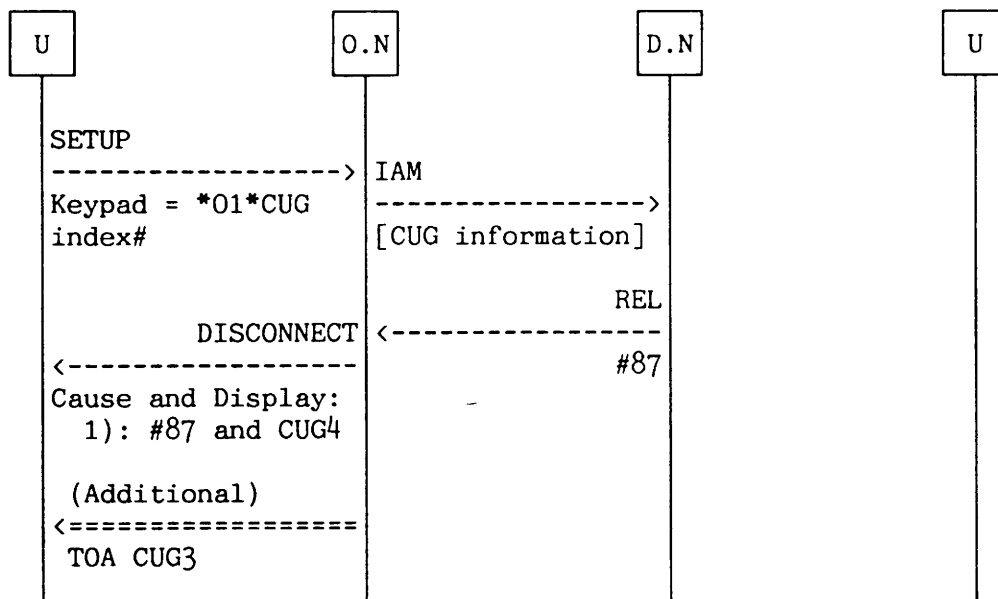 U O.N D.N U
SETUP
------------------> IAM
Keypad = *01*CUG ----------------->
index# [CUG information]
REL
DISCONNECT <-----------------
<------------------ #87
Cause and Display:
1): #87 and CUG4
(Additional)
<==================
TOA CUG3